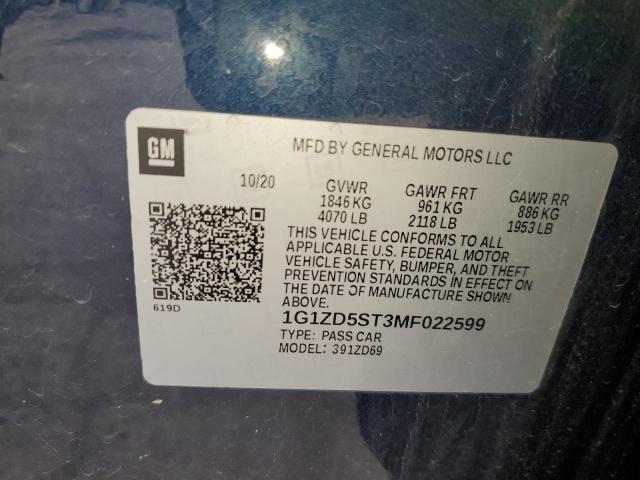 GM
MFD BY GENERAL MOTORS LLC
10/20 GVWR GAWR FRT GAWR RR
1846 KG 961 KG 886 KG
4070 LB 2118 LB 1953 LB
THIS VEHICLE CONFORMS TO ALL
APPLICABLE U.S. FEDERAL MOTOR
VEHICLE SAFETY, BUMPER, AND THEFT
PREVENTION STANDARDS IN EFFECT ON
THE DATE OF MANUFACTURE SHOWN
ABOVE.
619D
1G1ZD5ST3MF022599
TYPE: PASS CAR
MODEL: 391ZD69